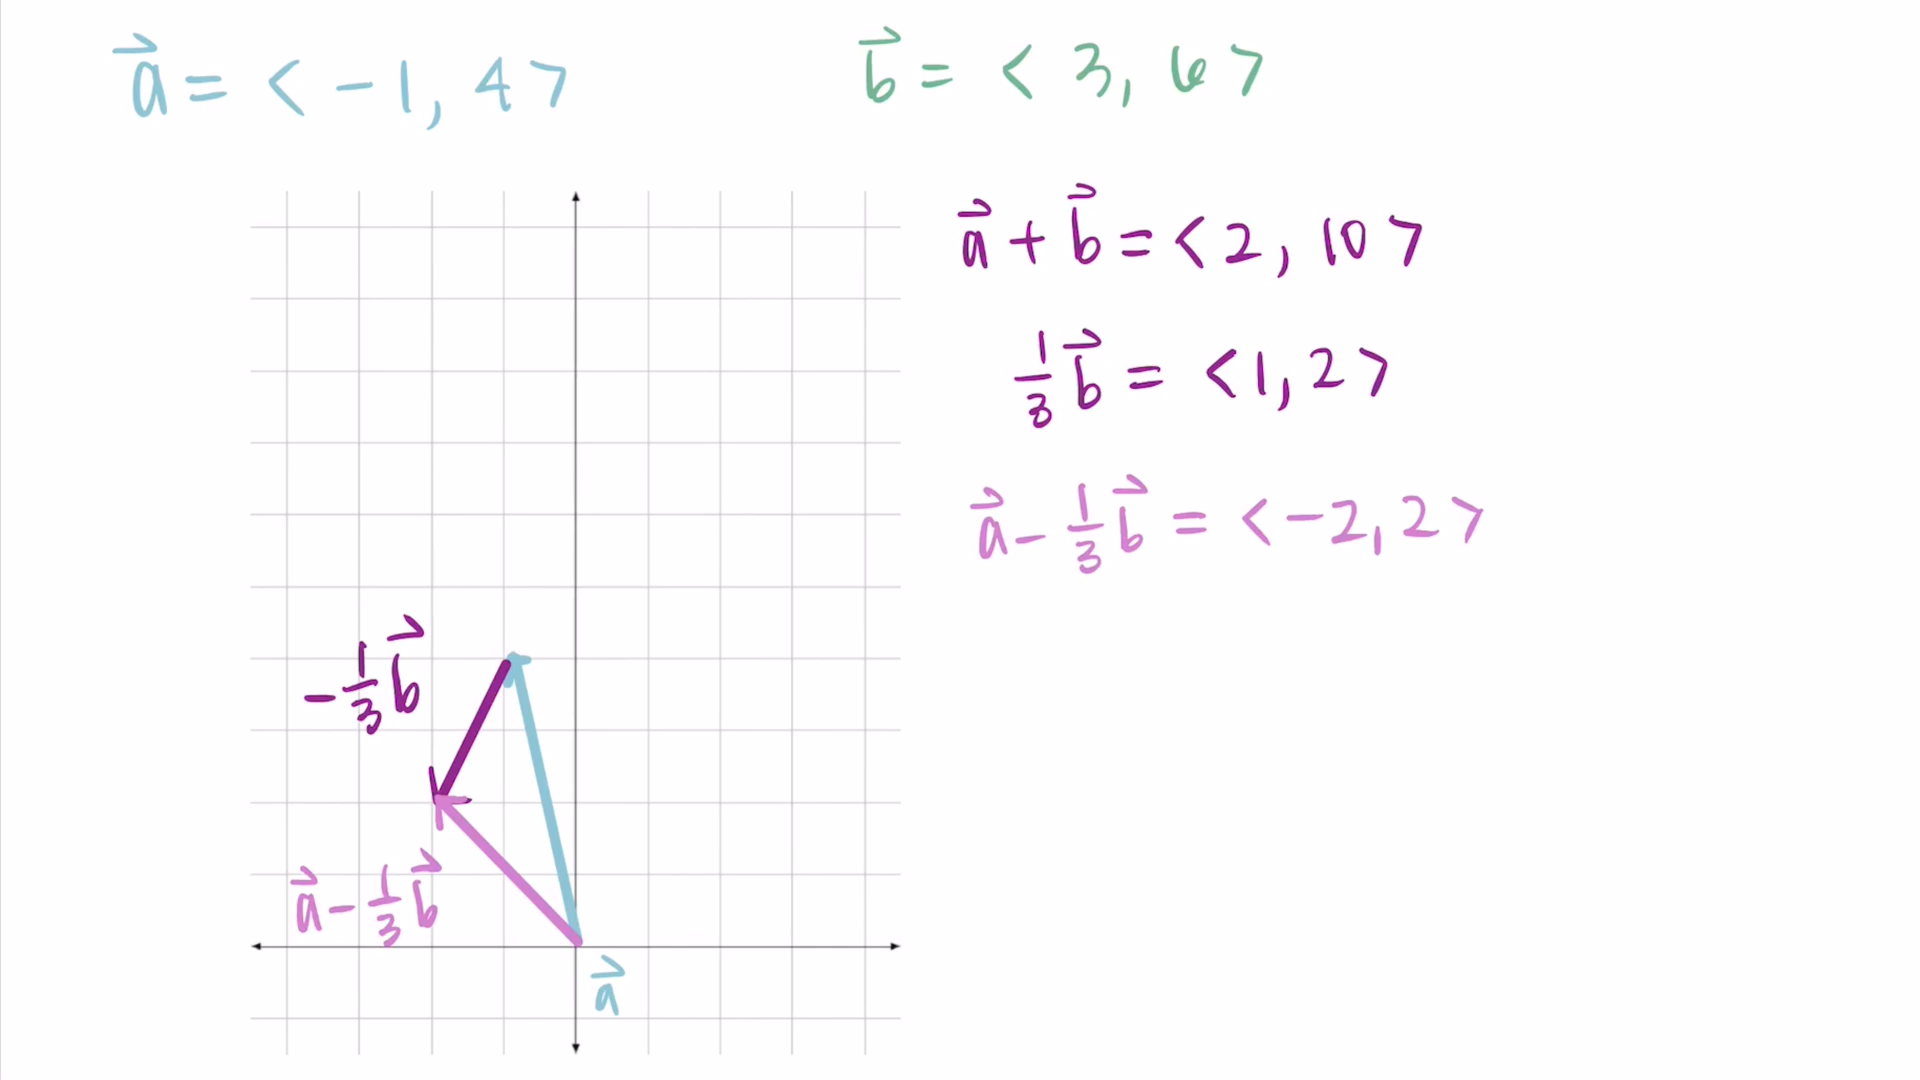 a⃗ = < -1, 4 >
b⃗ = < 3, 6 >
a⃗ + b⃗ = < 2, 10 >
1/3 b⃗ = < 1, 2 >
a⃗ - 1/3 b⃗ = < -2, 2 >
-1/3 b⃗
a⃗ - 1/3 b⃗
a⃗